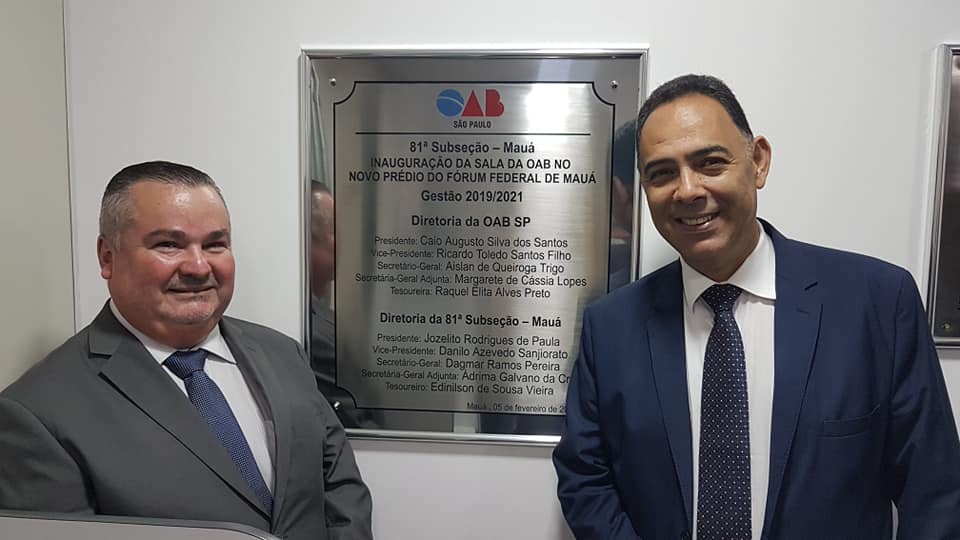 OAB
SÃO PAULO
81ª Subseção – Mauá
INAUGURAÇÃO DA SALA DA OAB NO
NOVO PRÉDIO DO FÓRUM FEDERAL DE MAUÁ
Gestão 2019/2021
Diretoria da OAB SP
Presidente: Caio Augusto Silva dos Santos
Vice-Presidente: Ricardo Toledo Santos Filho
Secretário-Geral: Aislan de Queiroga Trigo
Secretária-Geral Adjunta: Margarete de Cássia Lopes
Tesoureira: Raquel Elita Alves Preto
Diretoria da 81ª Subseção – Mauá
Presidente: Jozelito Rodrigues de Paula
Vice-Presidente: Danilo Azevedo Sanjiorato
Secretário-Geral: Dagmar Ramos Pereira
Secretária-Geral Adjunta: Adrima Galvano da
Tesoureiro: Edinilson de Sousa Vieira
Mauá , 05 de fevereiro de